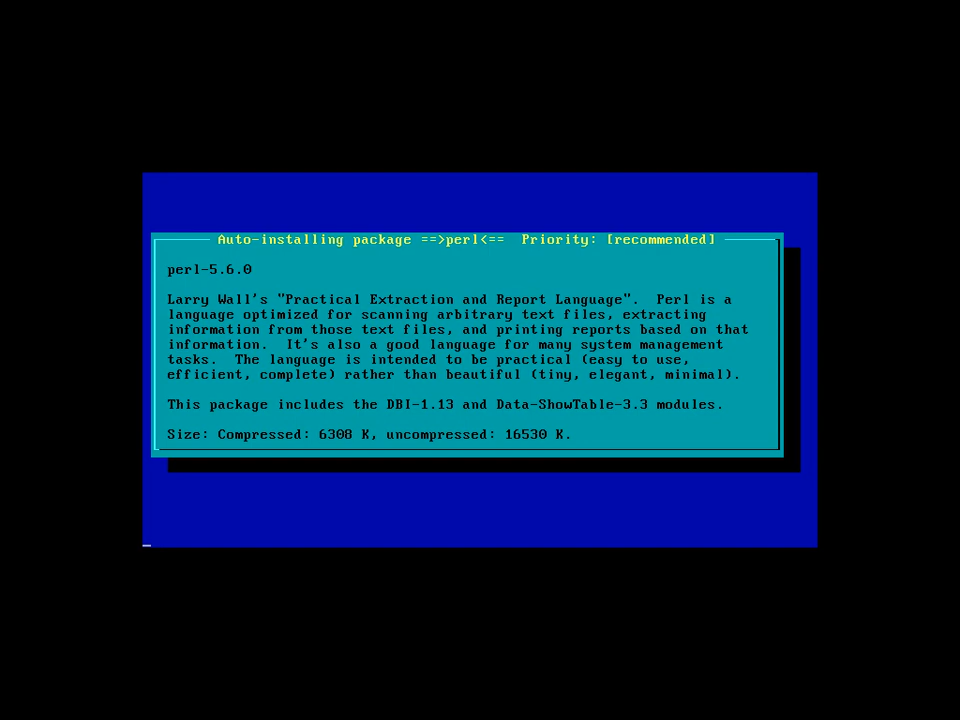 Auto-installing package ==>perl<==  Priority: [recommended]
perl-5.6.0
Larry Wall's "Practical Extraction and Report Language".  Perl is a
language optimized for scanning arbitrary text files, extracting
information from those text files, and printing reports based on that
information.  It's also a good language for many system management
tasks.  The language is intended to be practical (easy to use,
efficient, complete) rather than beautiful (tiny, elegant, minimal).
This package includes the DBI-1.13 and Data-ShowTable-3.3 modules.
Size: Compressed: 6308 K, uncompressed: 16530 K.